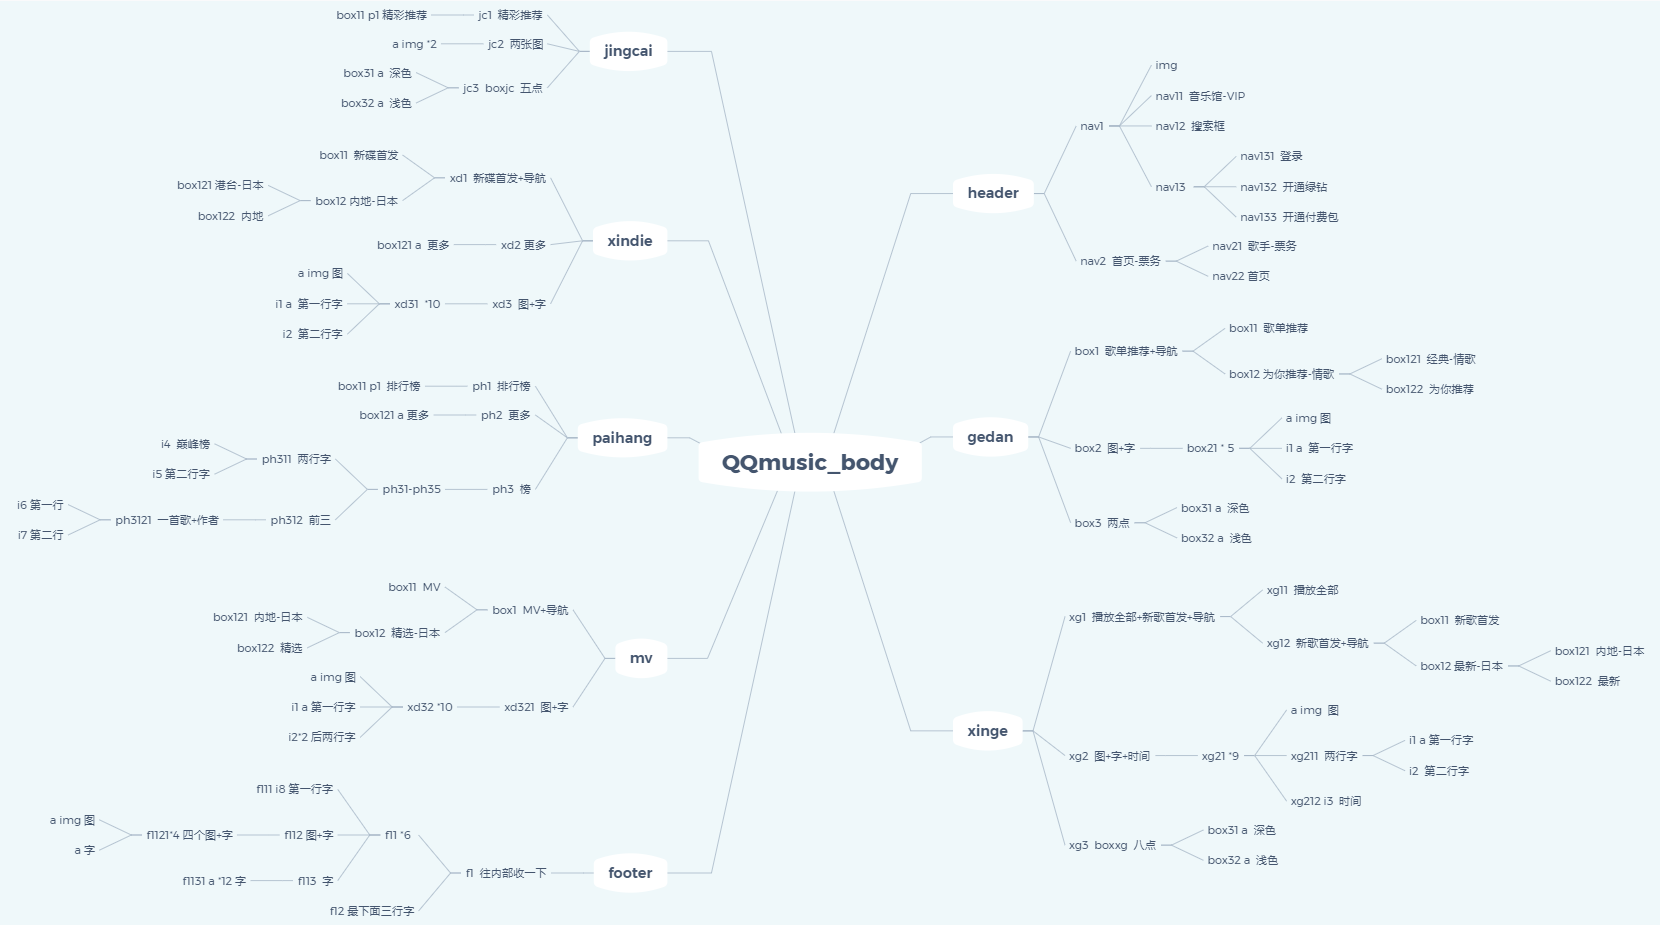 QQmusic_body
jingcai
jc1 精彩推荐
box11 p1 精彩推荐
jc2 两张图
a img *2
jc3 boxjc 五点
box31 a 深色
box32 a 浅色
xindie
xd1 新碟首发+导航
box11 新碟首发
box12 内地-日本
box121 港台-日本
box122 内地
xd2 更多
box121 a 更多
xd3 图+字
xd31 *10
a img 图
i1 a 第一行字
i2 第二行字
paihang
ph1 排行榜
box11 p1 排行榜
ph2 更多
box121 a 更多
ph3 榜
ph31-ph35
ph311 两行字
i4 巅峰榜
i5 第二行字
ph312 前三
ph3121 一首歌+作者
i6 第一行
i7 第二行
mv
box1 MV+导航
box11 MV
box12 精选-日本
box121 内地-日本
box122 精选
xd321 图+字
xd32 *10
a img 图
i1 a 第一行字
i2*2 后两行字
footer
f1 往内部收一下
f11 *6
f111 i8 第一行字
f112 图+字
f1121*4 四个图+字
a img 图
a 字
f113 字
f1131 a *12 字
f12 最下面三行字
header
nav1
img
nav11 音乐馆-VIP
nav12 搜索框
nav13
nav131 登录
nav132 开通绿钻
nav133 开通付费包
nav2 首页-票务
nav21 歌手-票务
nav22 首页
gedan
box1 歌单推荐+导航
box11 歌单推荐
box12 为你推荐-情歌
box121 经典-情歌
box122 为你推荐
box2 图+字
box21 * 5
a img 图
i1 a 第一行字
i2 第二行字
box3 两点
box31 a 深色
box32 a 浅色
xinge
xg1 播放全部+新歌首发+导航
xg11 播放全部
xg12 新歌首发+导航
box11 新歌首发
box12 最新-日本
box121 内地-日本
box122 最新
xg2 图+字+时间
xg21 *9
a img 图
xg211 两行字
i1 a 第一行字
i2 第二行字
xg212 i3 时间
xg3 boxxg 八点
box31 a 深色
box32 a 浅色